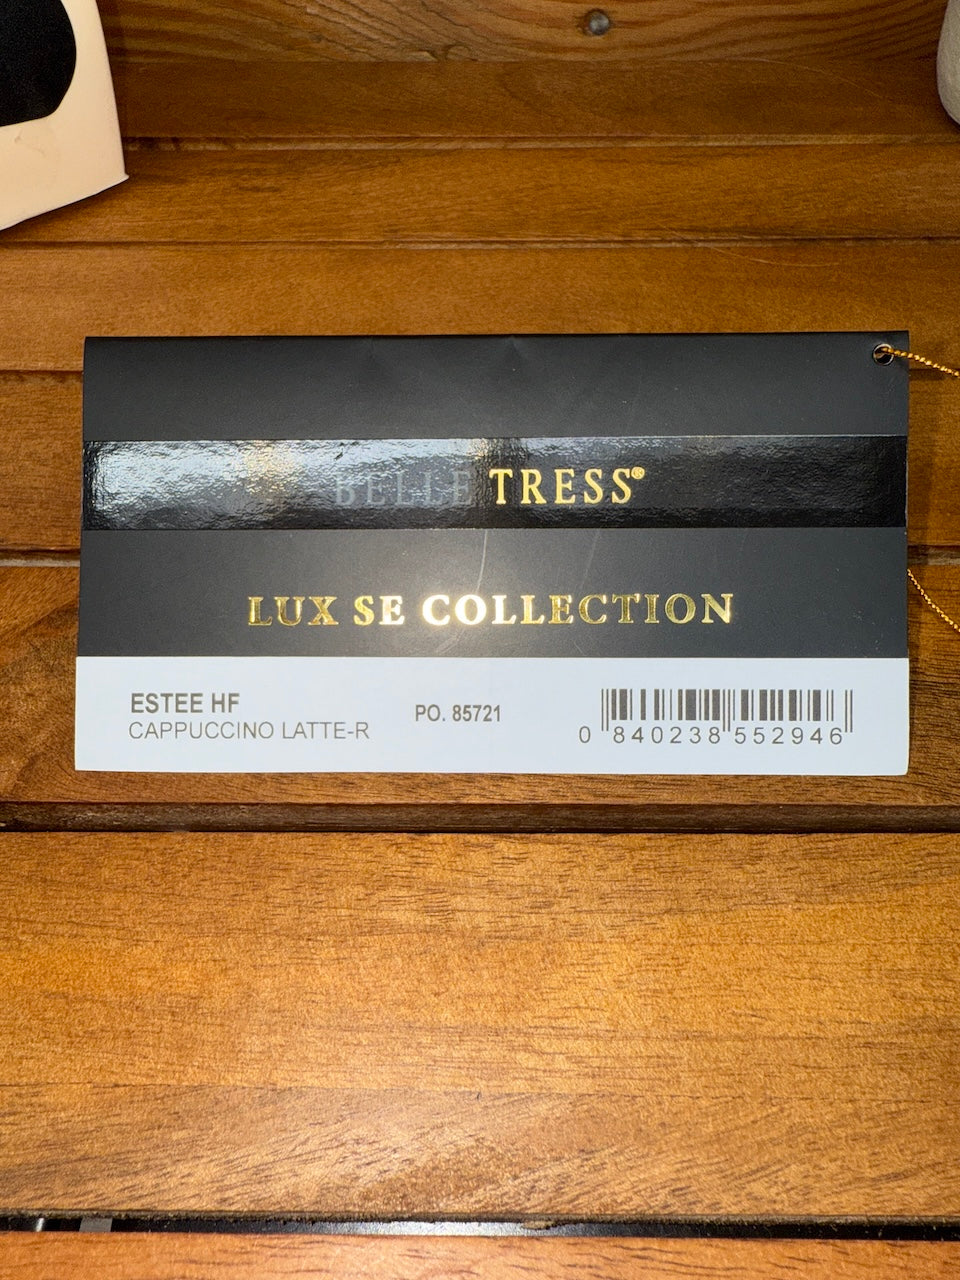 BELLE TRESS®
LUX SE COLLECTION
ESTEE HF
CAPPUCCINO LATTE-R
PO. 85721
0 840238 552946